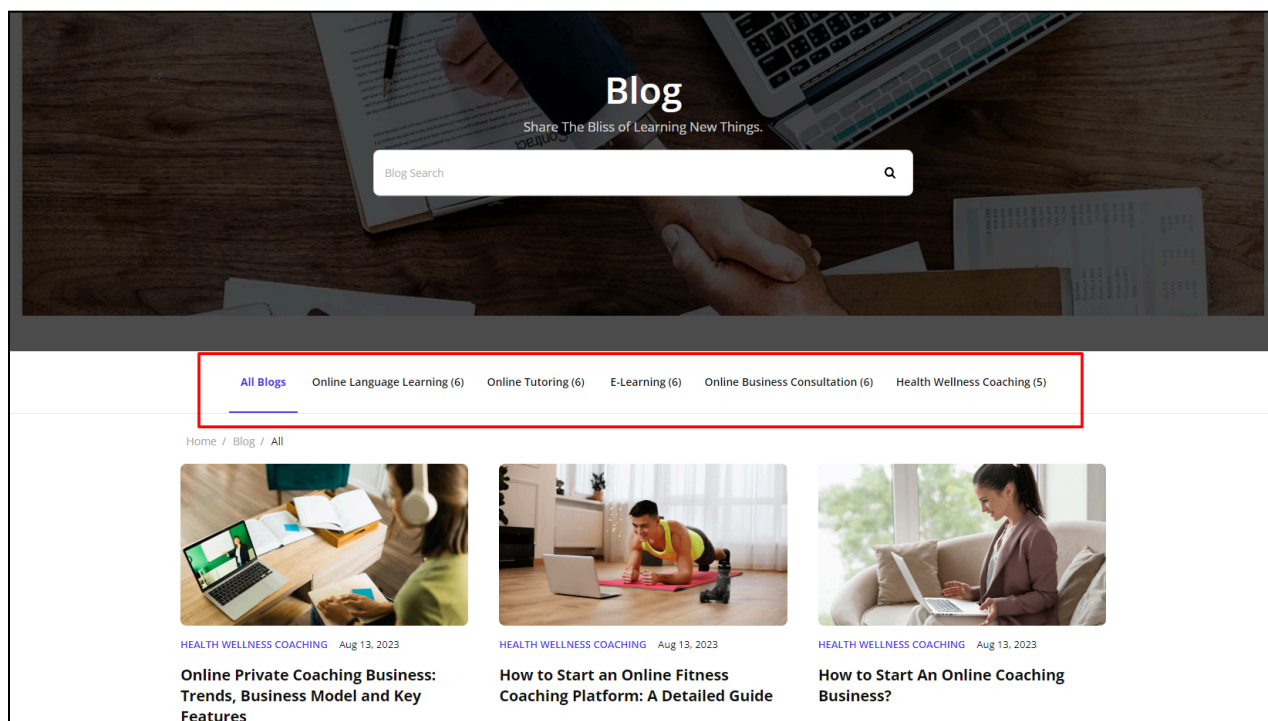 Blog
Share The Bliss of Learning New Things.
Blog Search
All Blogs Online Language Learning (6) Online Tutoring (6) E-Learning (6) Online Business Consultation (6) Health Wellness Coaching (5)
Home / Blog / All
HEALTH WELLNESS COACHING Aug 13, 2023
Online Private Coaching Business:
Trends, Business Model and Key
Features
HEALTH WELLNESS COACHING Aug 13, 2023
How to Start an Online Fitness
Coaching Platform: A Detailed Guide
HEALTH WELLNESS COACHING Aug 13, 2023
How to Start An Online Coaching
Business?